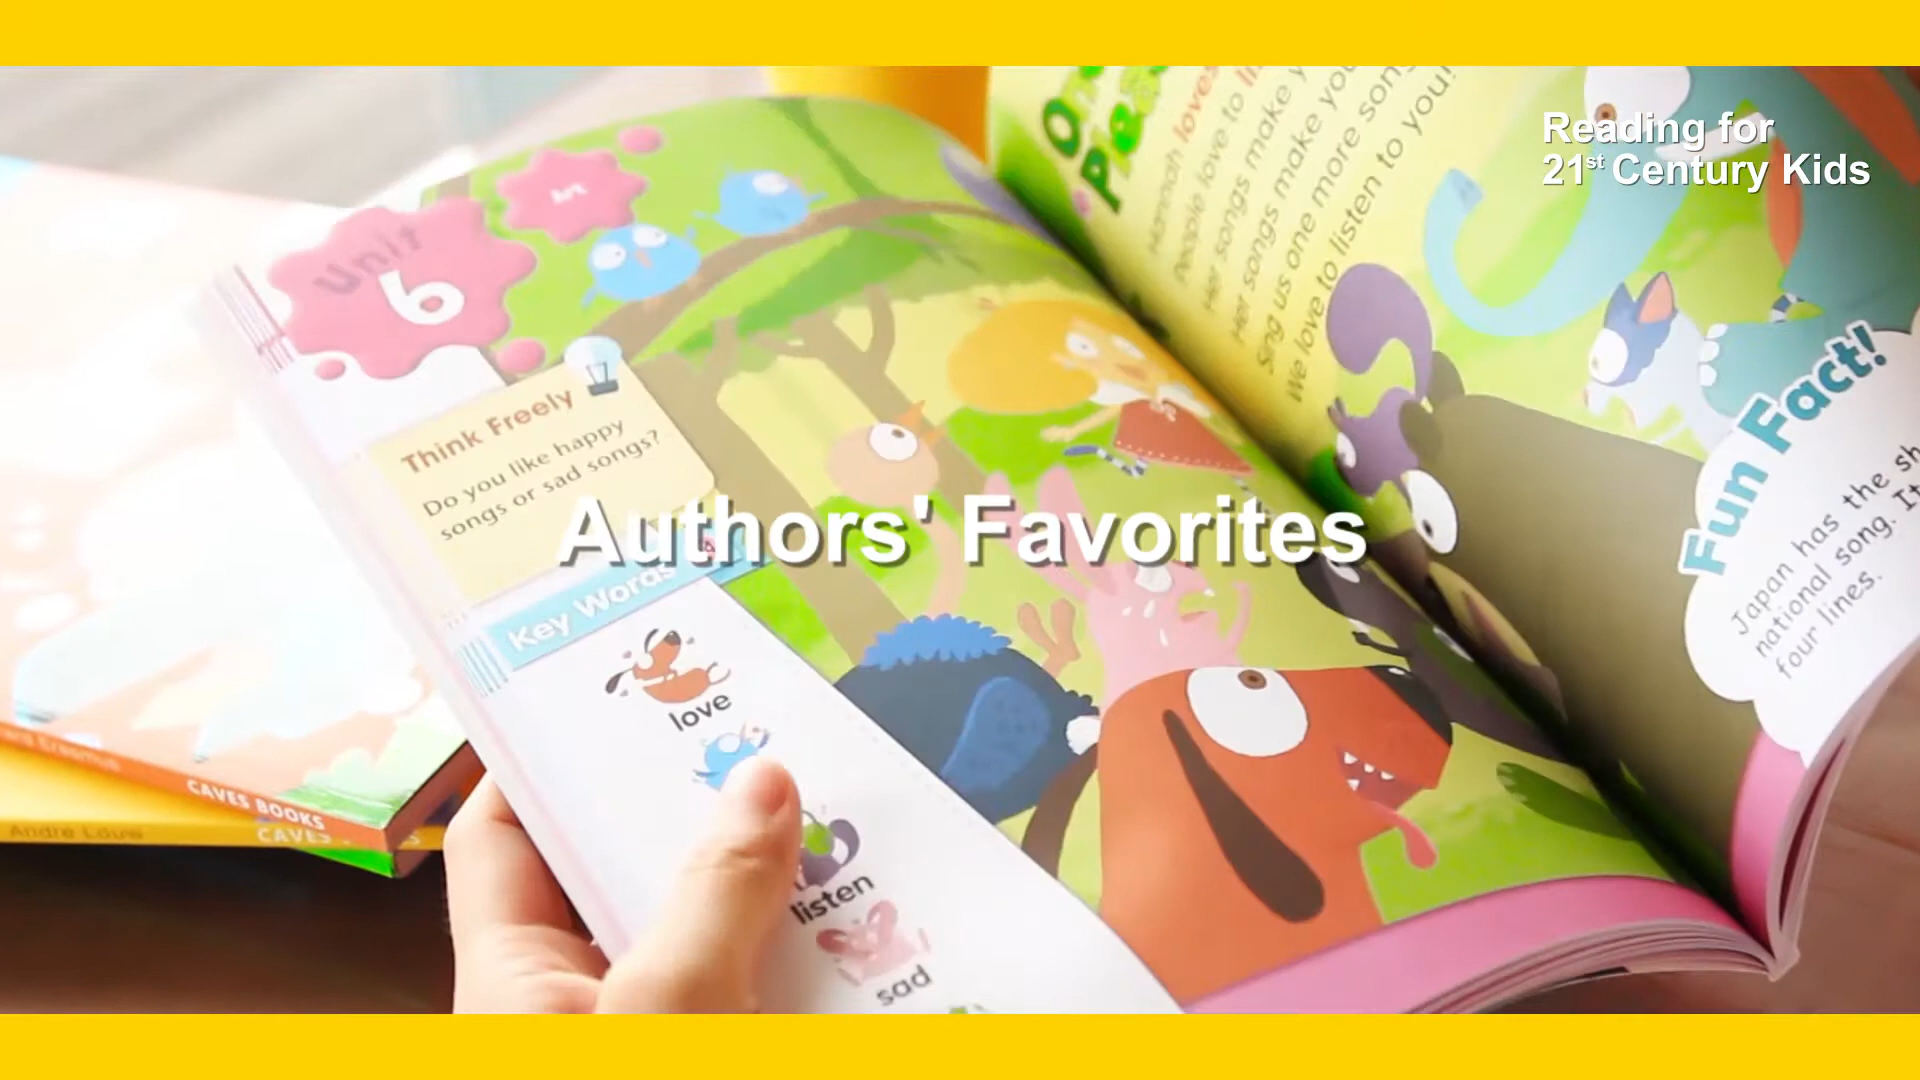 Reading for
21st Century Kids
Authors' Favorites
Unit
6
Art
Think Freely
Do you like happy
songs or sad songs?
Key Words
love
listen
sad
Hannah loves
People love to
Her songs make
Her songs make you
Sing us one more song
We love to listen to you!
Fun Fact!
Japan has the
national song. It
four lines.
CAVES BOOKS
Andre Louw
CAVES